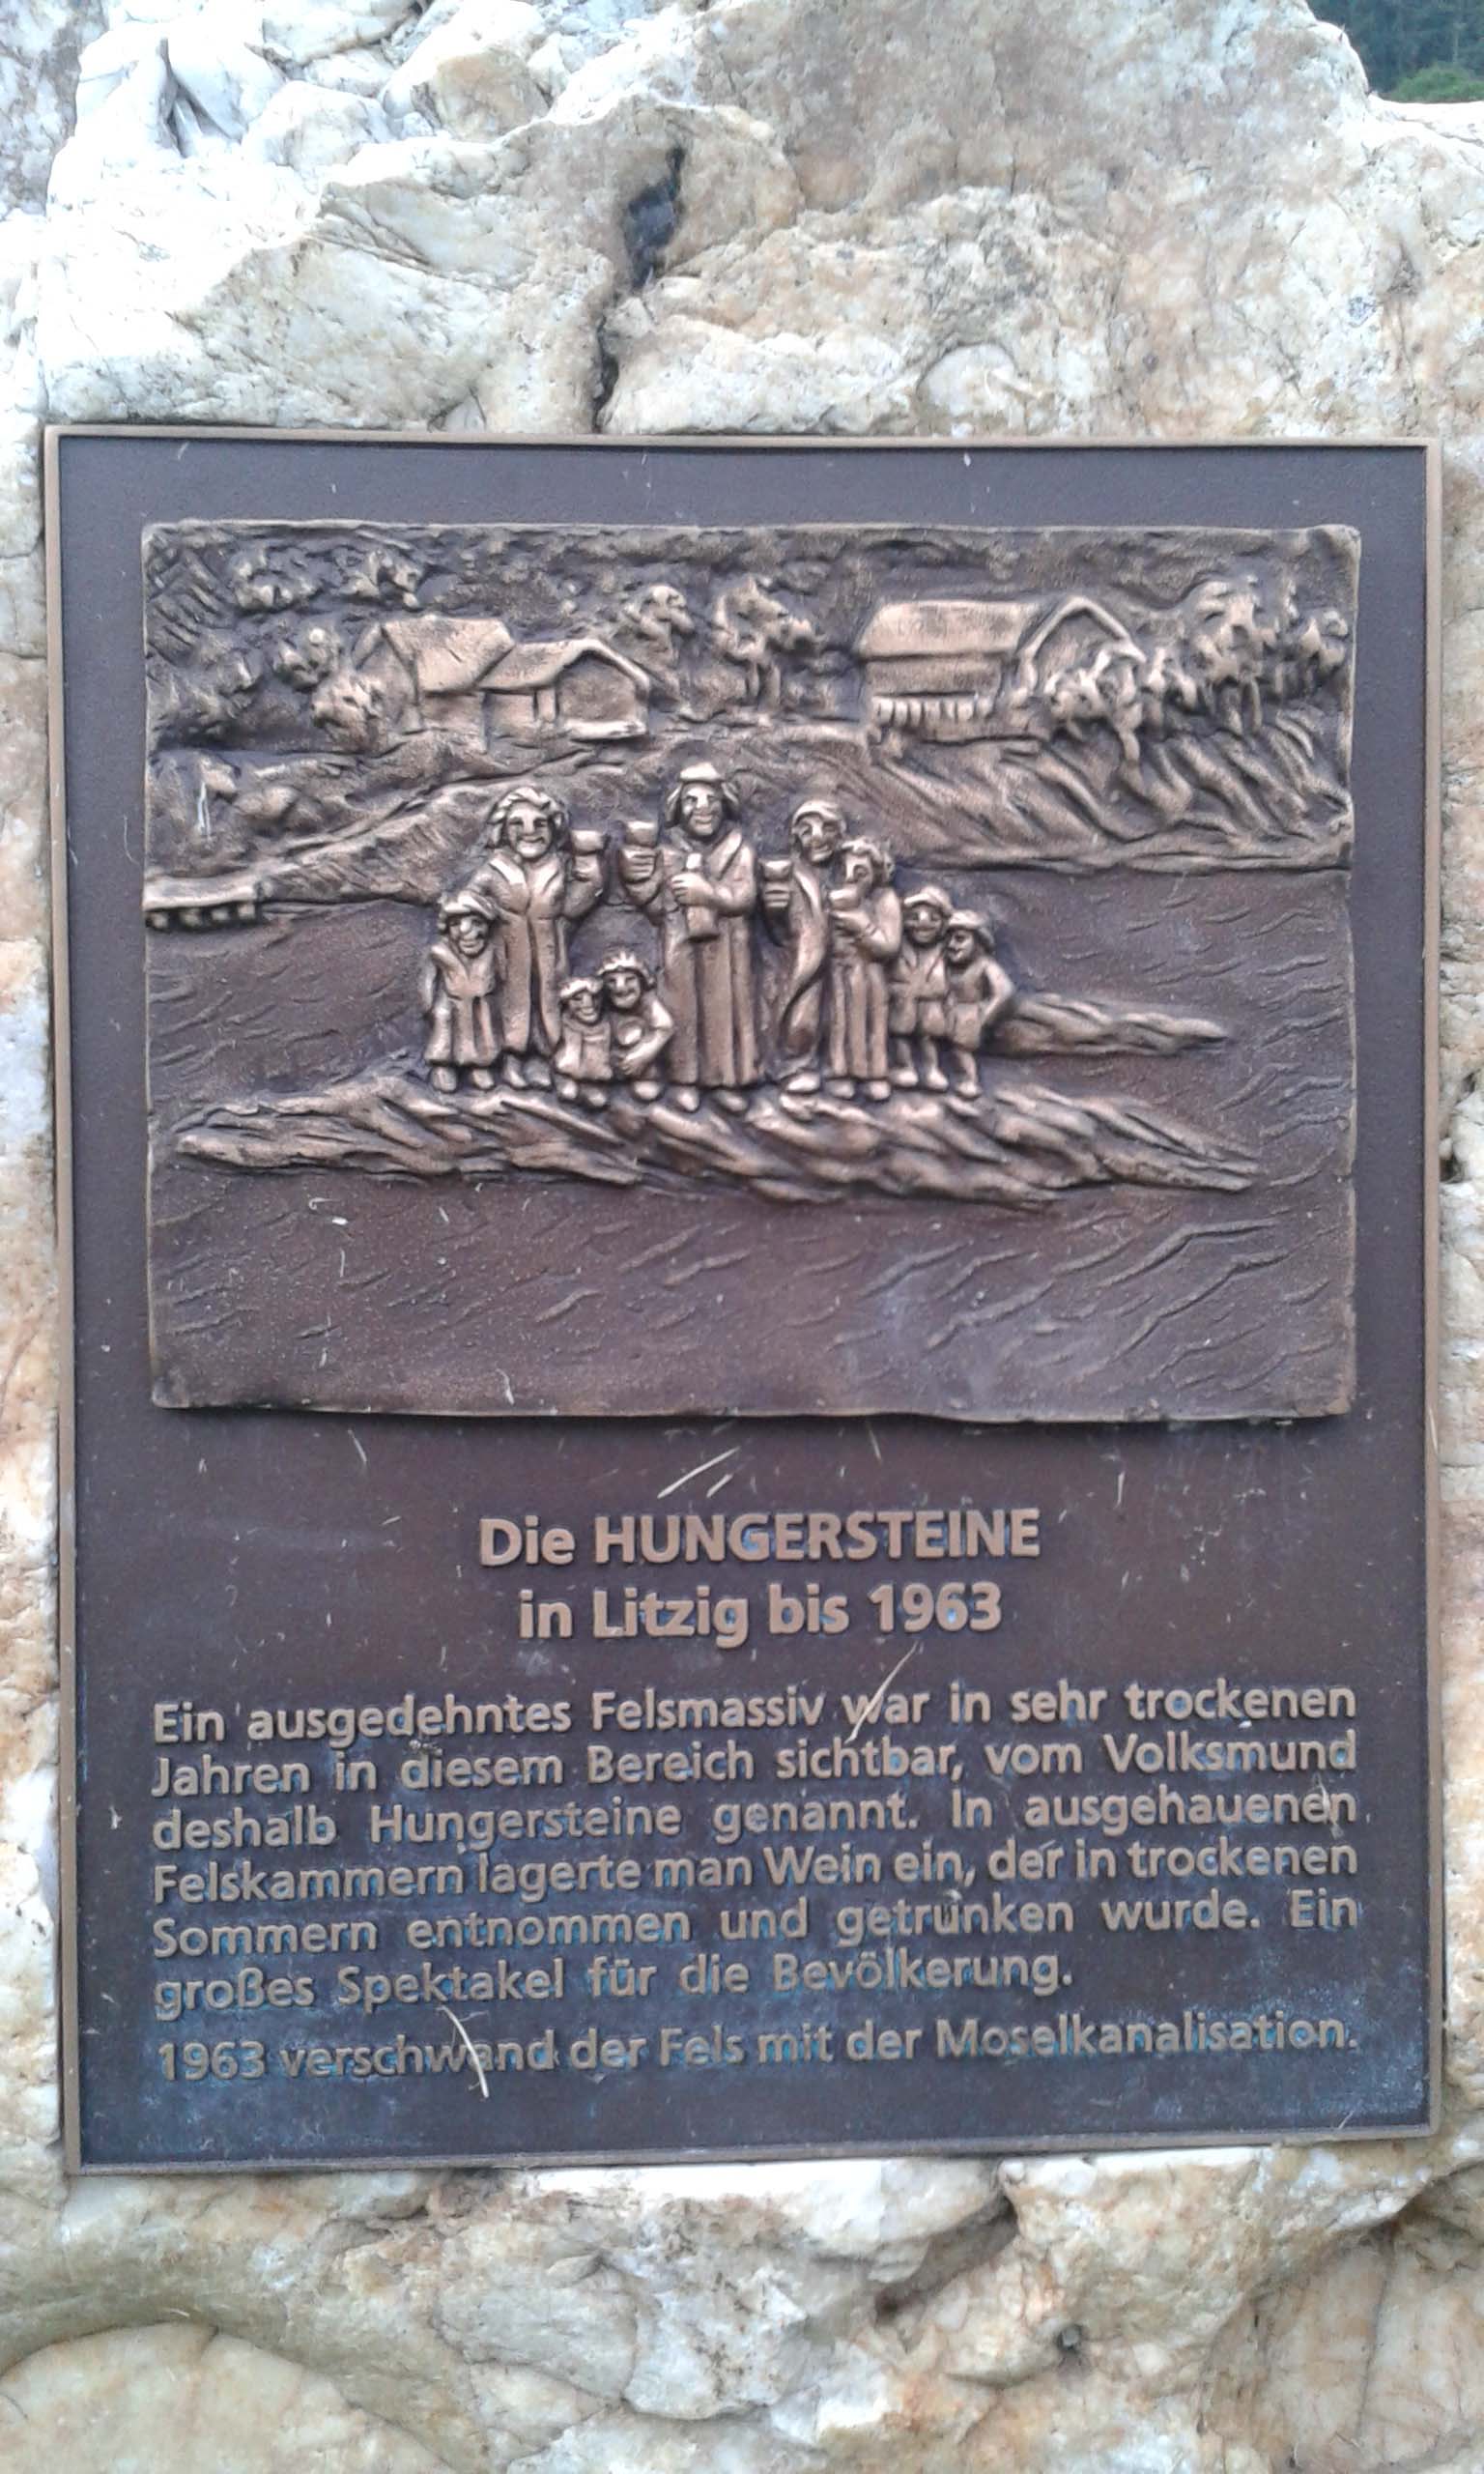 Die HUNGERSTEINE
in Litzig bis 1963
Ein ausgedehntes Felsmassiv war in sehr trockenen
Jahren in diesem Bereich sichtbar, vom Volksmund
deshalb Hungersteine genannt. In ausgehauenen
Felskammern lagerte man Wein ein, der in trockenen
Sommern entnommen und getrunken wurde. Ein
großes Spektakel für die Bevölkerung.
1963 verschwand der Fels mit der Moselkanalisation.